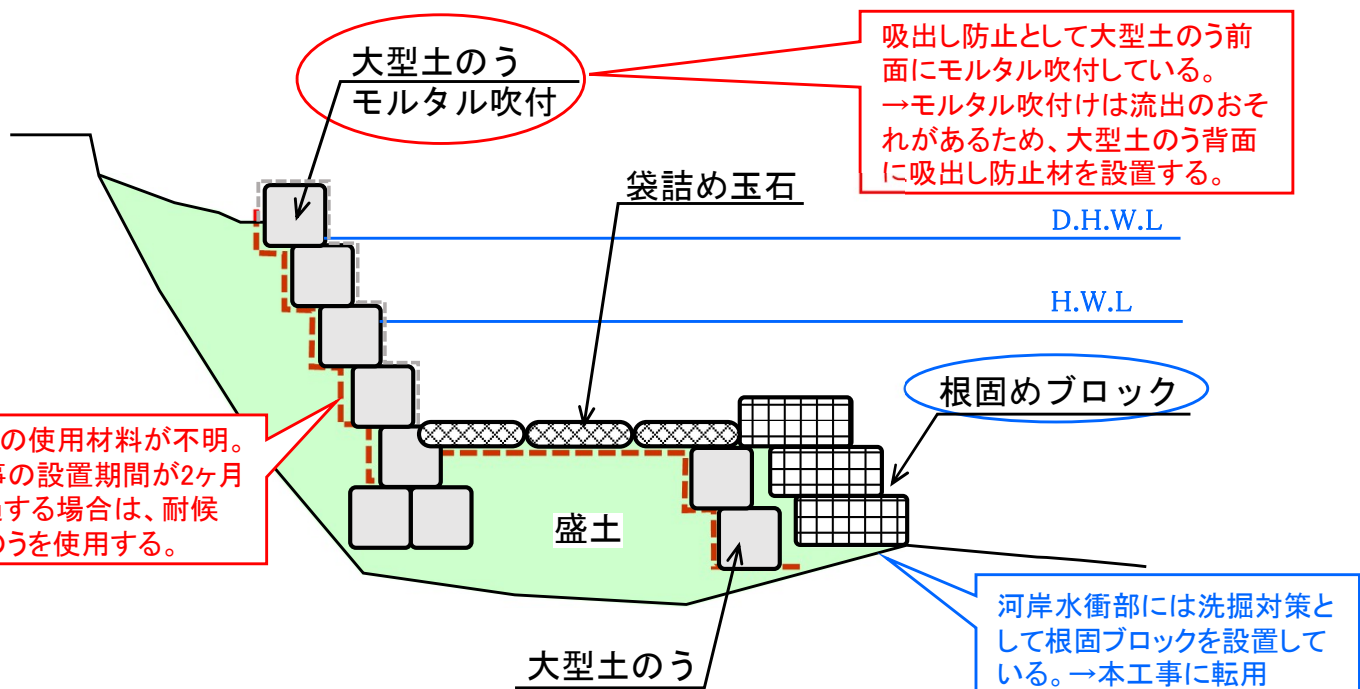 大型土のう
モルタル吹付
吸出し防止として大型土のう前
面にモルタル吹付している。
→モルタル吹付けは流出のおそ
れがあるため、大型土のう背面
に吸出し防止材を設置する。
袋詰め玉石
D.H.W.L
H.W.L
根固めブロック
の使用材料が不明。
事の設置期間が2ヶ月
する場合は、耐候
のうを使用する。
盛土
大型土のう
河岸水衝部には洗掘対策と
して根固ブロックを設置して
いる。→本工事に転用